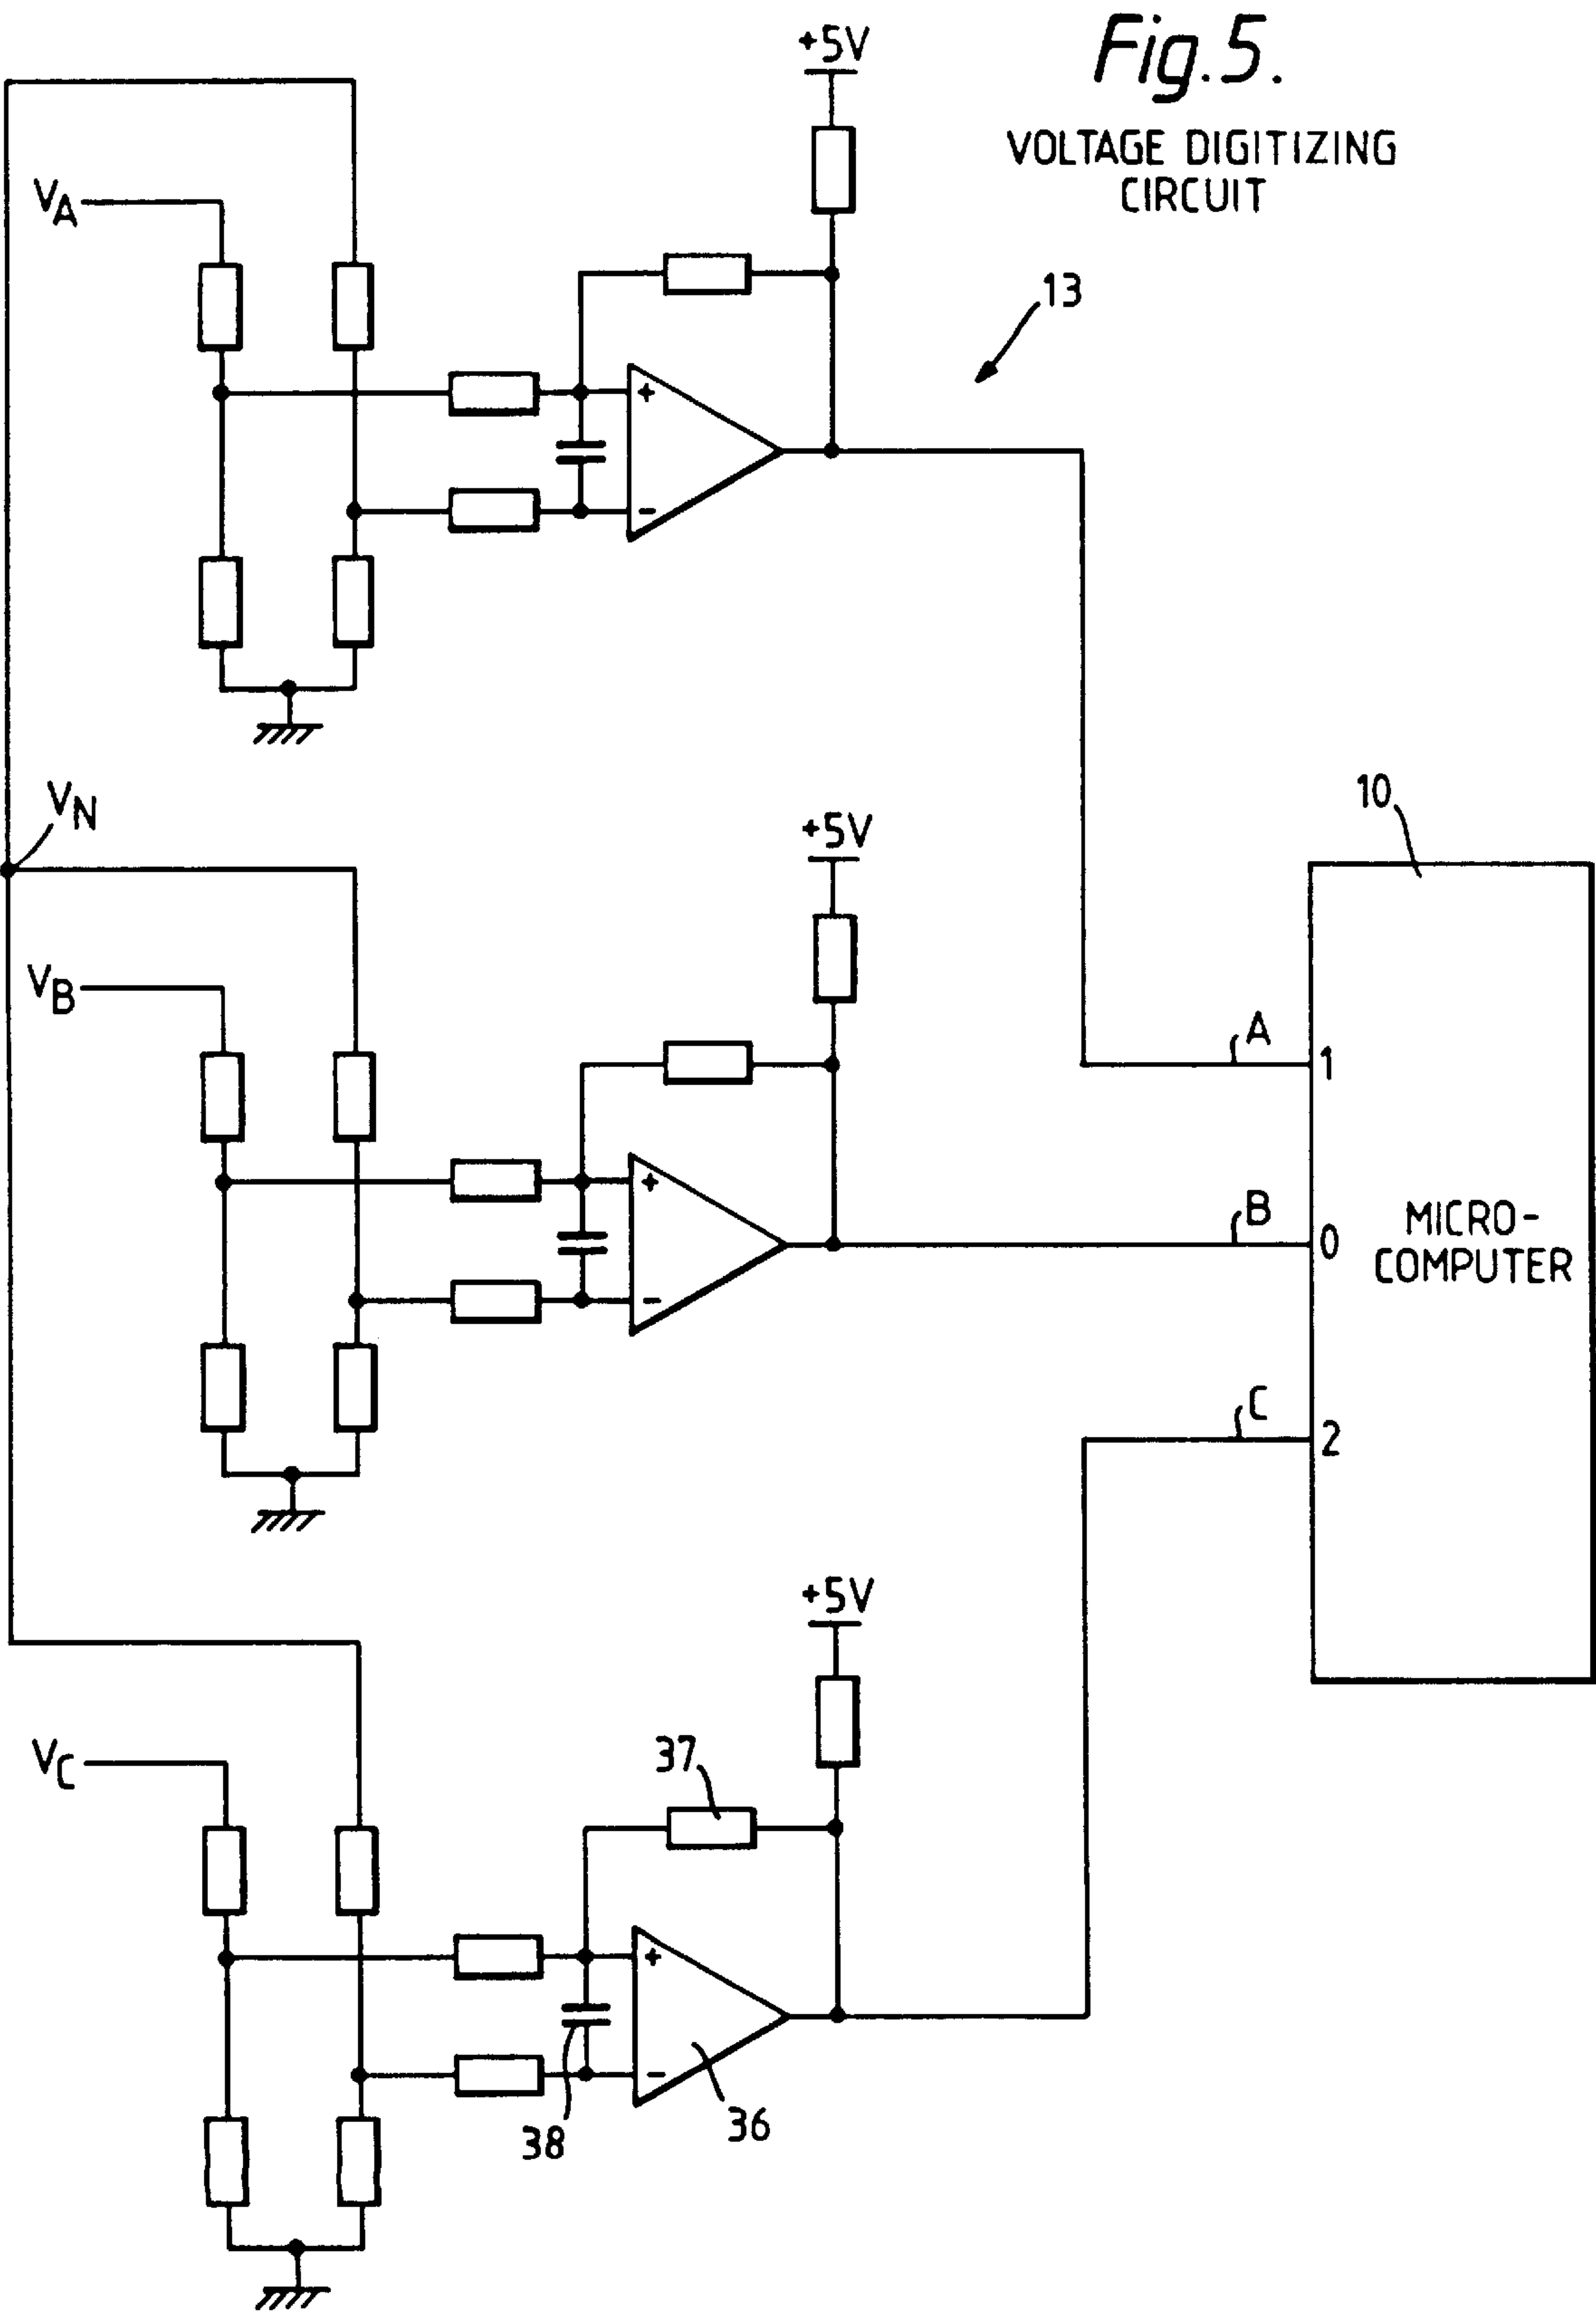 Fig.5.
VOLTAGE DIGITIZING
CIRCUIT
+5V
VA
13
+
-
VN
10
+5V
VB
A
1
+
-
B
0
MICRO-
COMPUTER
C
2
+5V
VC
37
+
-
38
36